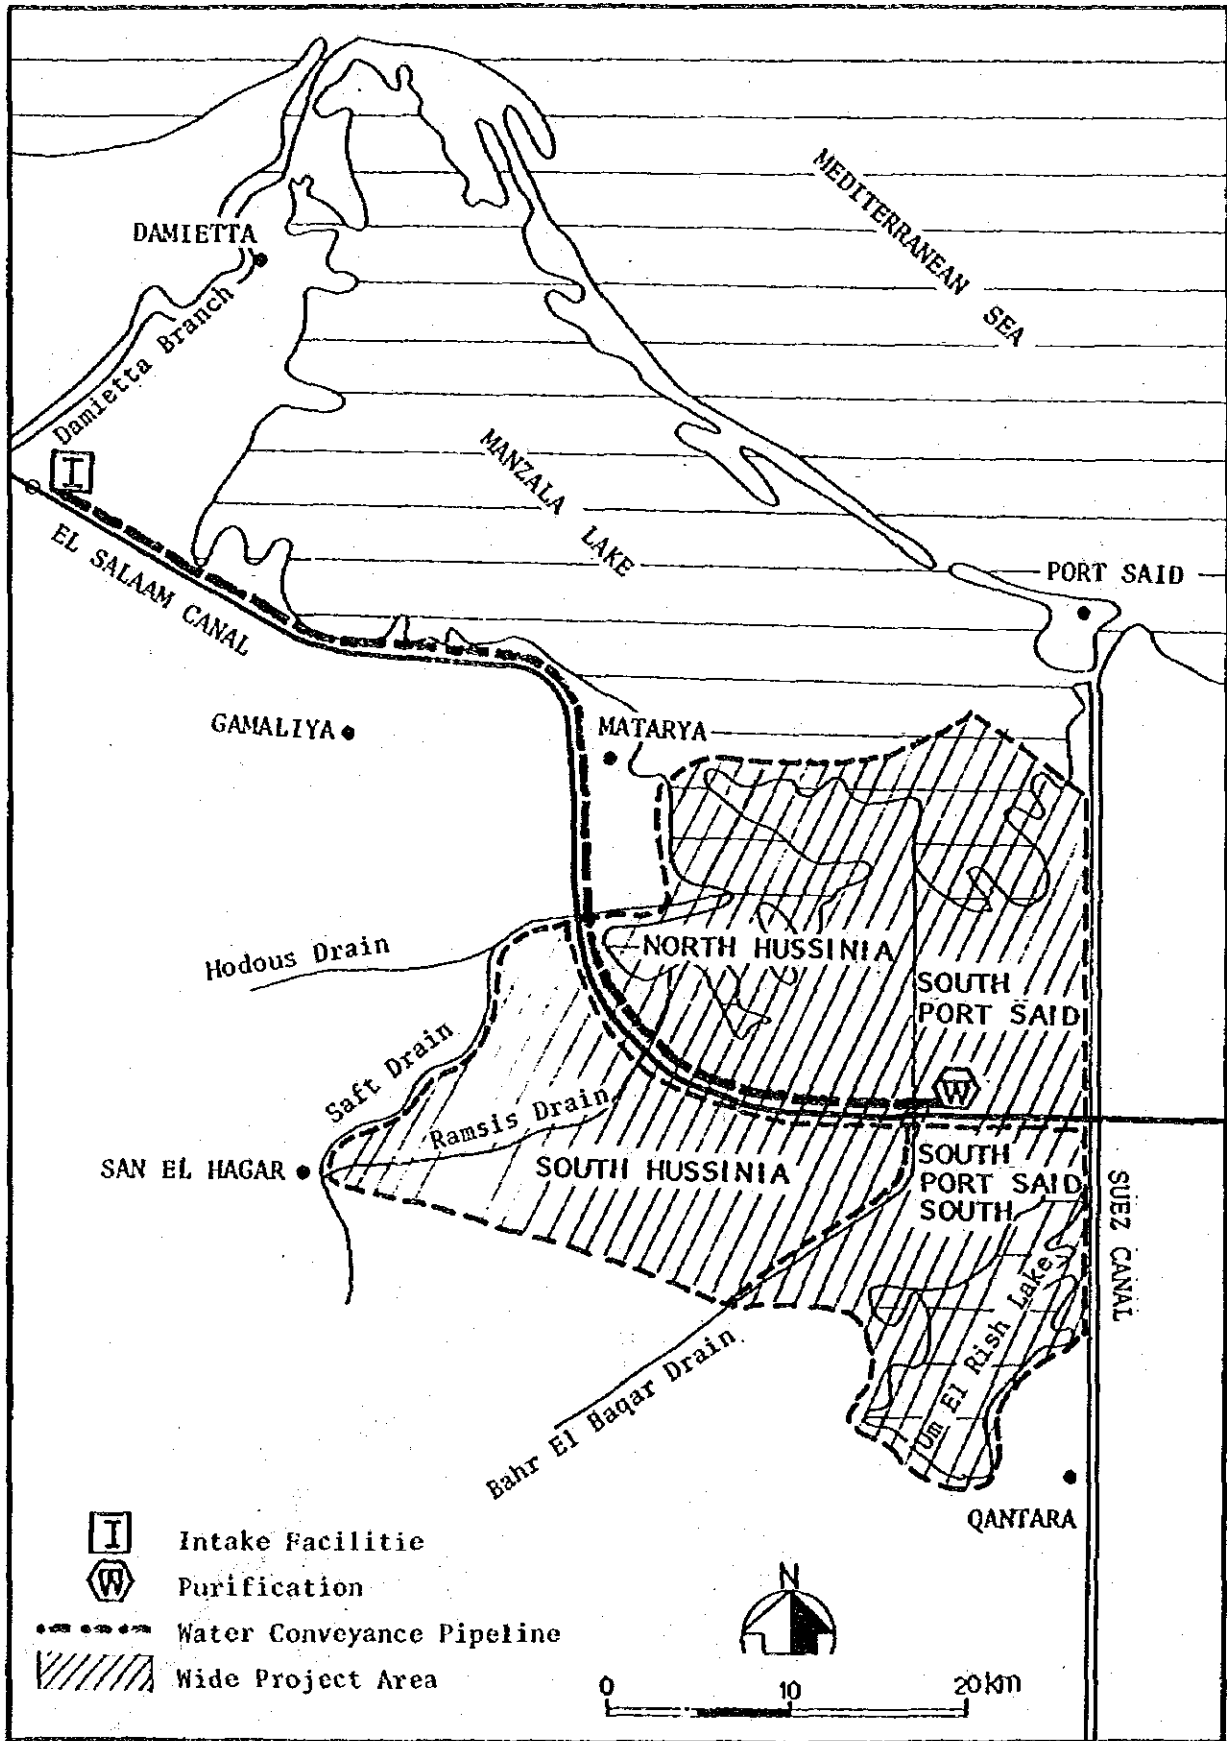 MEDITERRANEAN SEA
DAMIETTA
Damietta Branch
I
MANZALA
LAKE
EL SALAAM CANAL
PORT SAID
GAMALIYA
MATARYA
Hodous Drain
NORTH HUSSINIA
SOUTH
PORT SAID
Saft Drain
W
Ramsis Drain
SAN EL HAGAR
SOUTH HUSSINIA
SOUTH
PORT SAID
SOUTH
SUEZ CANAL
Um El Rish Lake
Bahr El Baqar Drain
QANTARA
I Intake Facilitie
W Purification
Water Conveyance Pipeline
Wide Project Area
N
0 10 20km